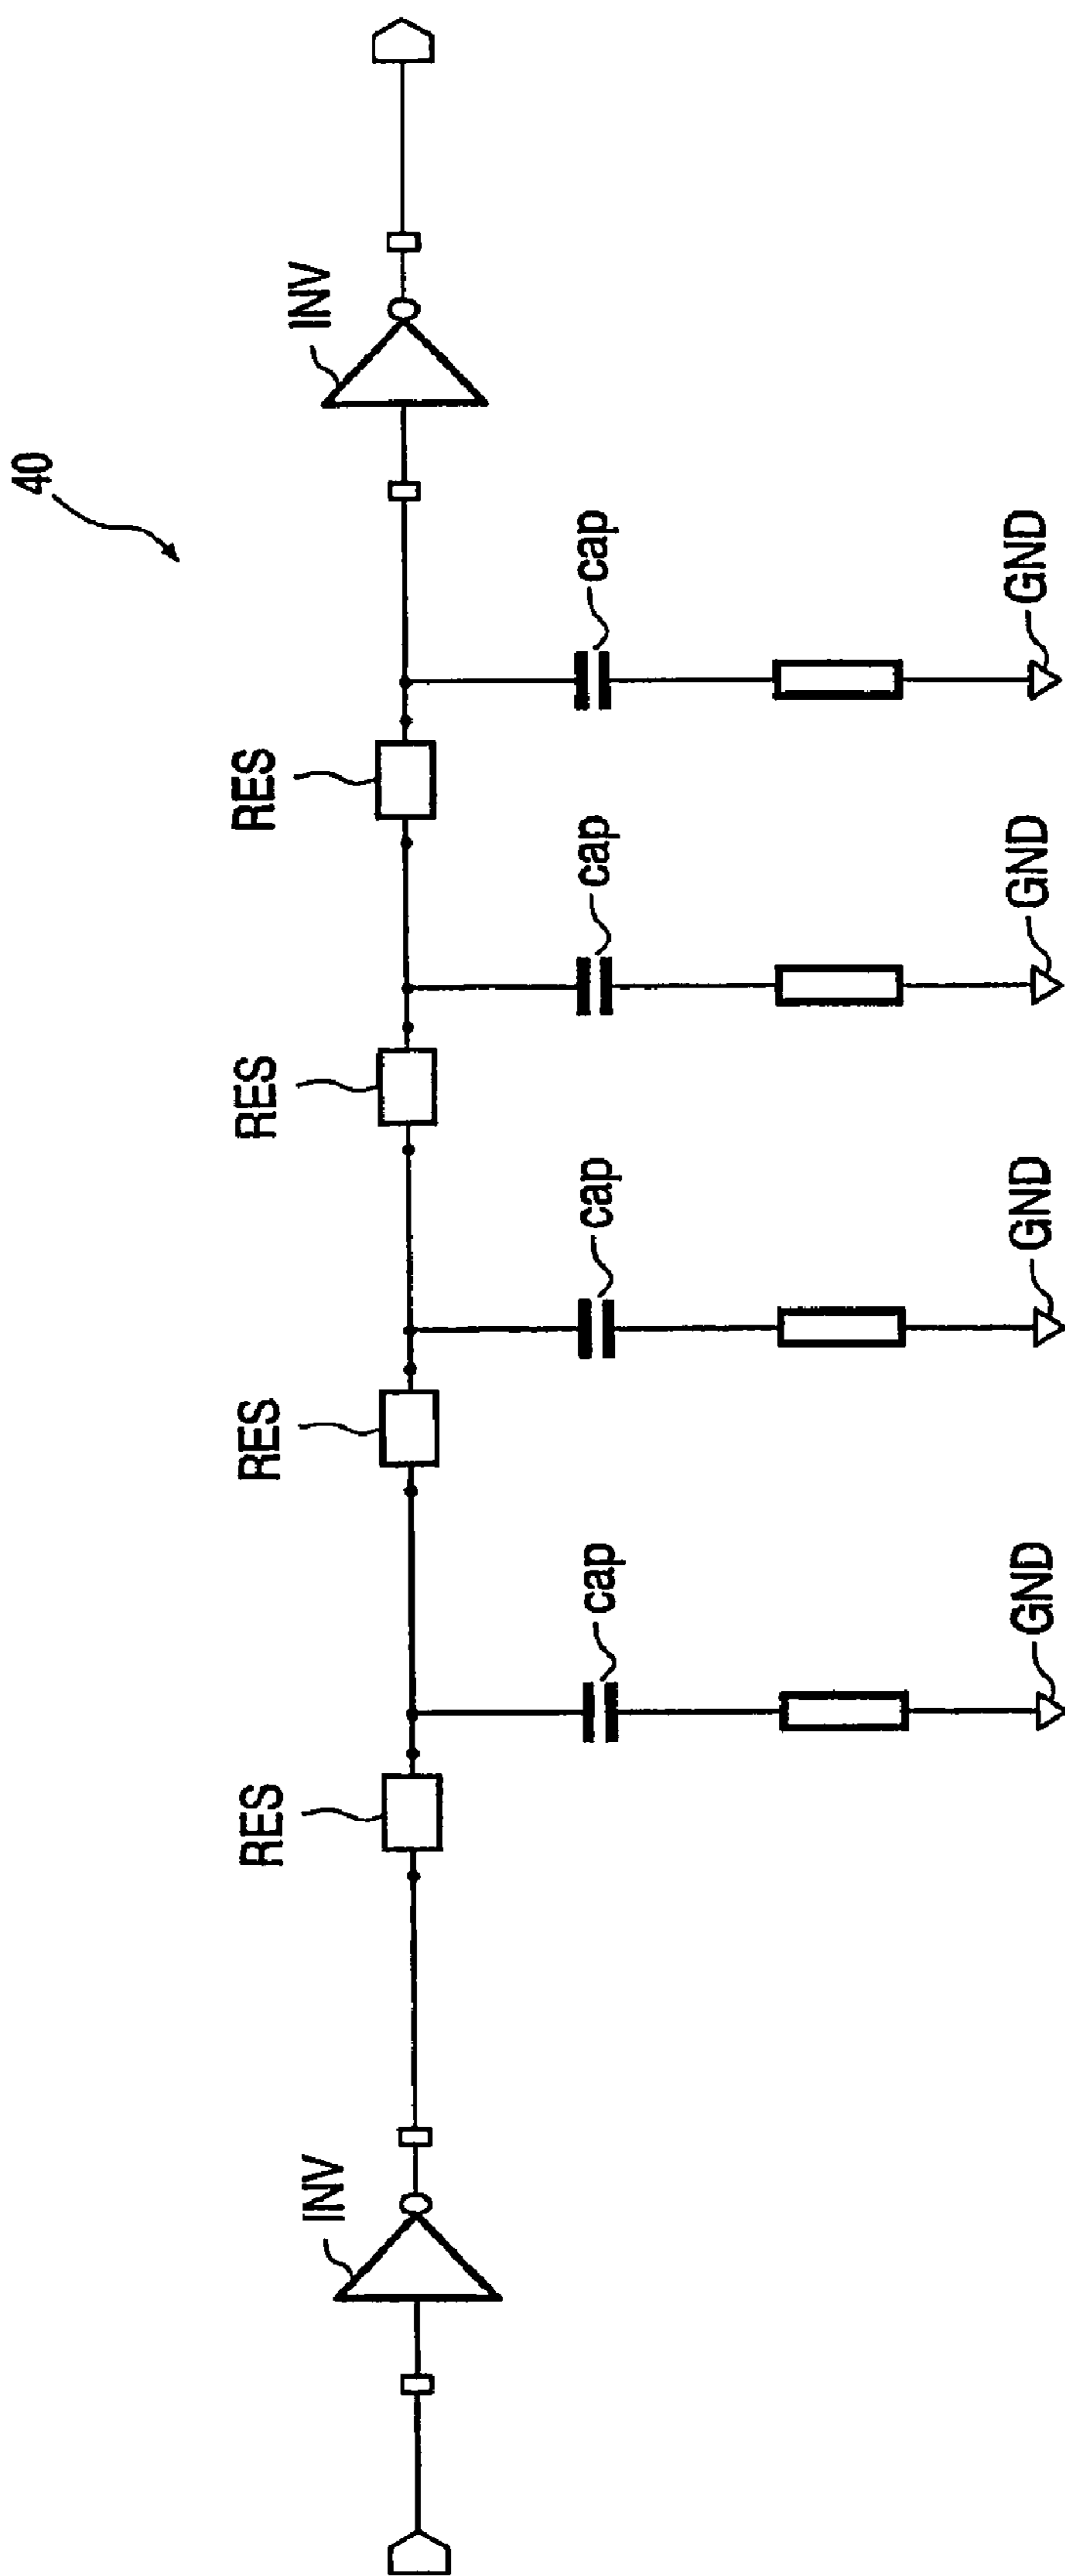 40
INV
RES
RES
RES
RES
INV
cap
cap
cap
cap
GND
GND
GND
GND